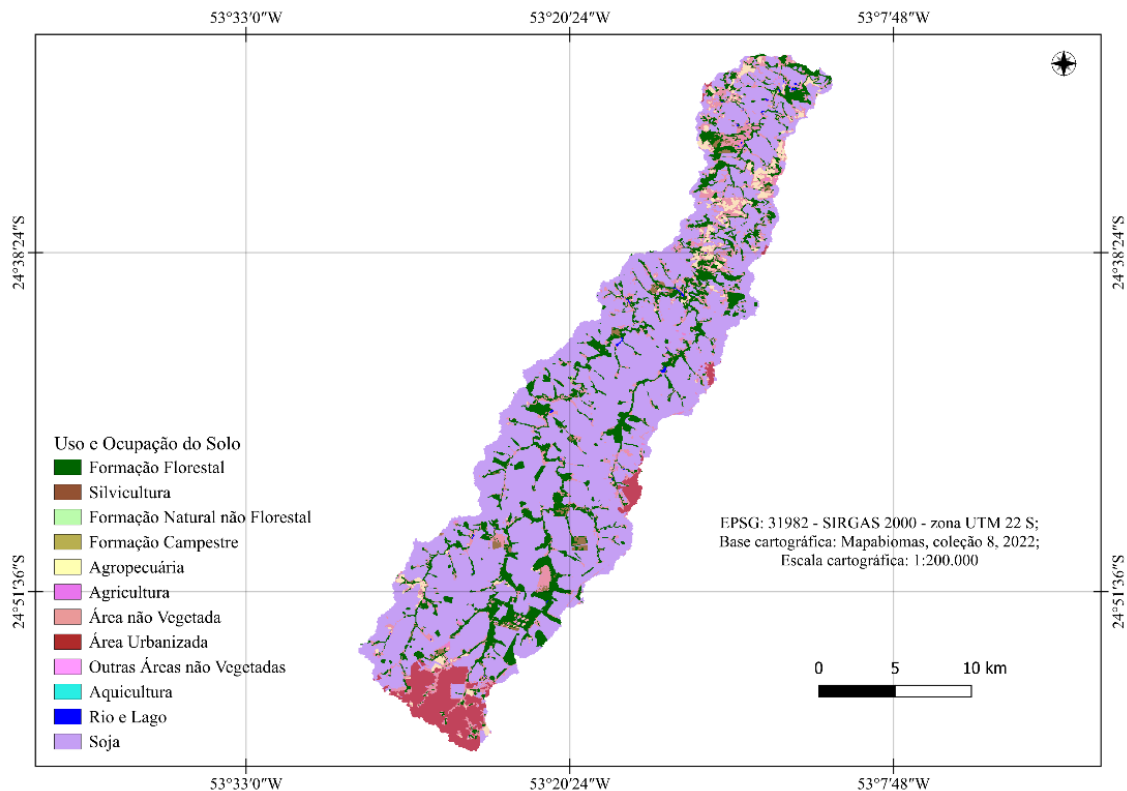 53°33′0″W 53°20′24″W 53°7′48″W
24°38′24″S 24°38′24″S
Uso e Ocupação do Solo
Formação Florestal
Silvicultura
Formação Natural não Florestal
Formação Campestre
Agropecuária
Agricultura
Área não Vegetada
Área Urbanizada
Outras Áreas não Vegetadas
Aquicultura
Rio e Lago
Soja
EPSG: 31982 - SIRGAS 2000 - zona UTM 22 S;
Base cartográfica: Mapabiomas, coleção 8, 2022;
Escala cartográfica: 1:200.000
24°51′36″S 24°51′36″S
0 5 10 km
53°33′0″W 53°20′24″W 53°7′48″W